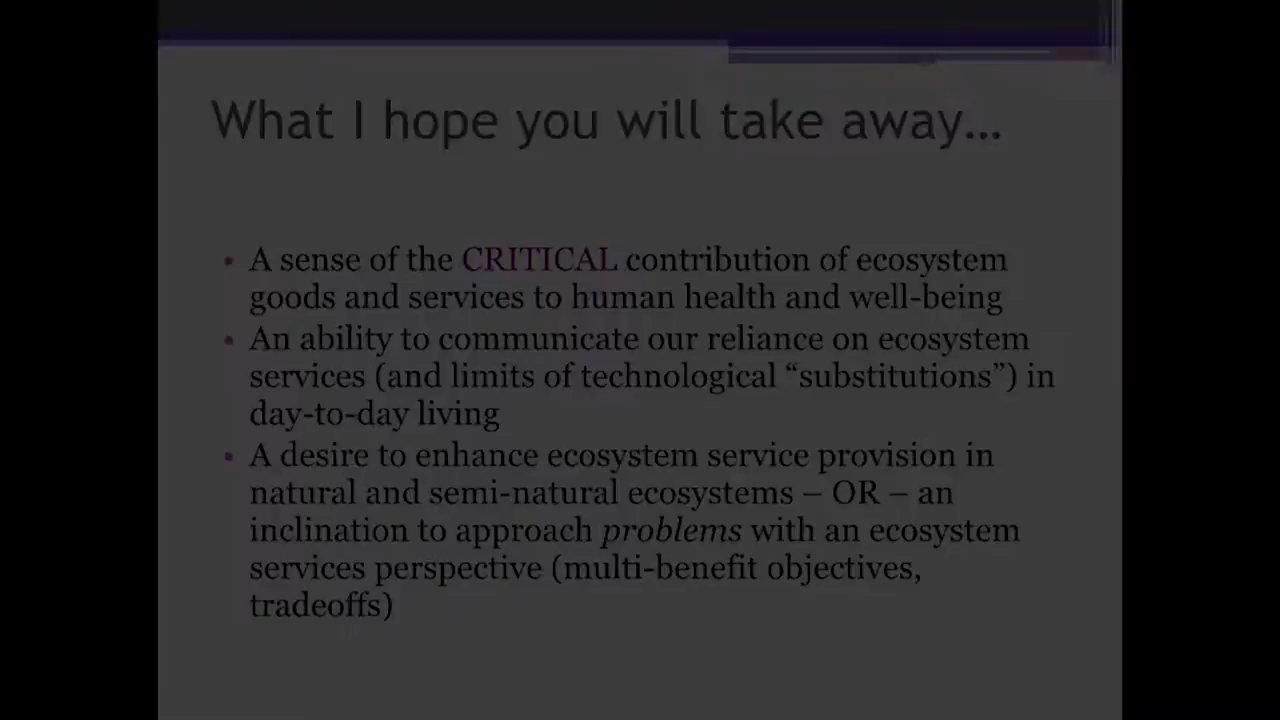 What I hope you will take away…
• A sense of the CRITICAL contribution of ecosystem
goods and services to human health and well-being
• An ability to communicate our reliance on ecosystem
services (and limits of technological “substitutions”) in
day-to-day living
• A desire to enhance ecosystem service provision in
natural and semi-natural ecosystems – OR – an
inclination to approach problems with an ecosystem
services perspective (multi-benefit objectives,
tradeoffs)